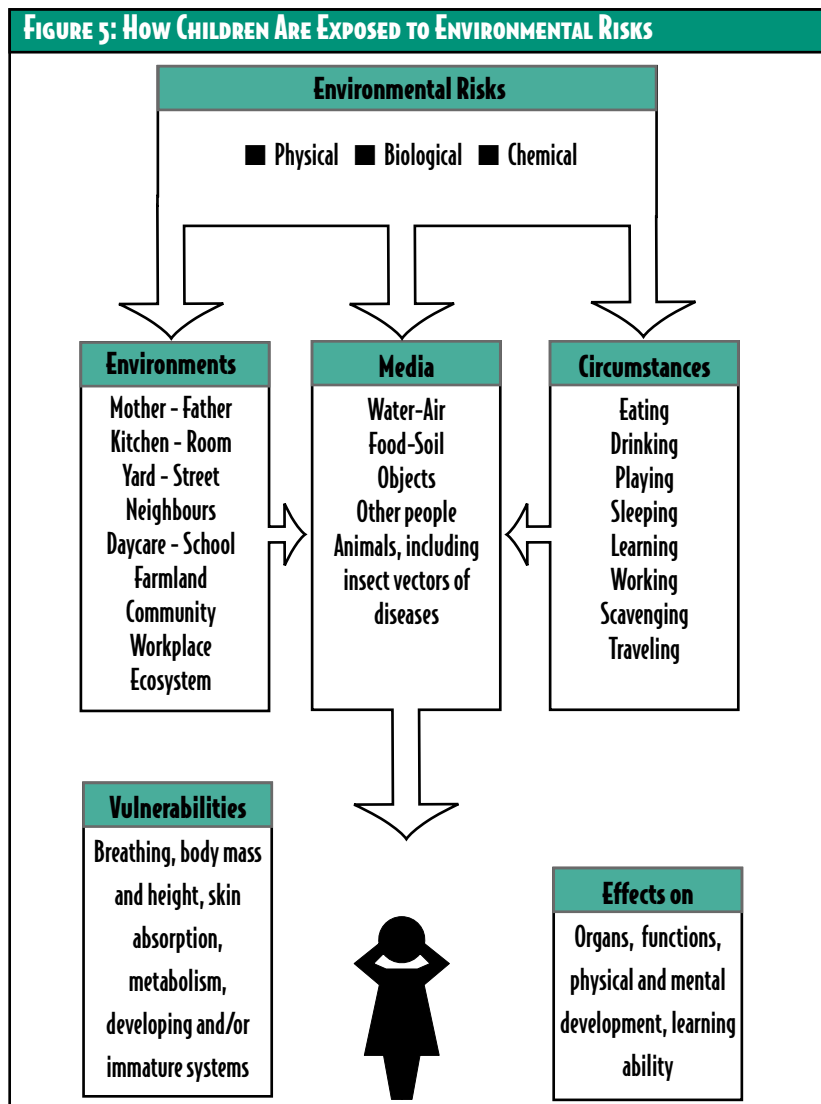 FIGURE 5: HOW CHILDREN ARE EXPOSED TO ENVIRONMENTAL RISKS
Environmental Risks
■ Physical ■ Biological ■ Chemical
Environments
Mother - Father
Kitchen - Room
Yard - Street
Neighbours
Daycare - School
Farmland
Community
Workplace
Ecosystem
Media
Water-Air
Food-Soil
Objects
Other people
Animals, including
insect vectors of
diseases
Circumstances
Eating
Drinking
Playing
Sleeping
Learning
Working
Scavenging
Traveling
Vulnerabilities
Breathing, body mass
and height, skin
absorption,
metabolism,
developing and/or
immature systems
Effects on
Organs, functions,
physical and mental
development, learning
ability